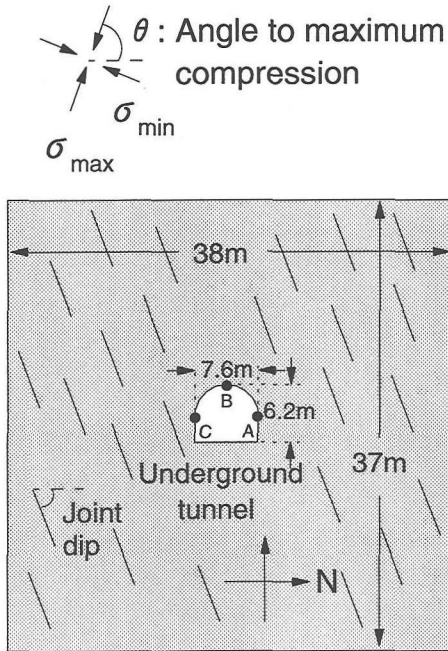 θ : Angle to maximum
compression
σ min
σ max
38m
7.6m
B
6.2m
C A
Underground
tunnel
37m
Joint
dip
N